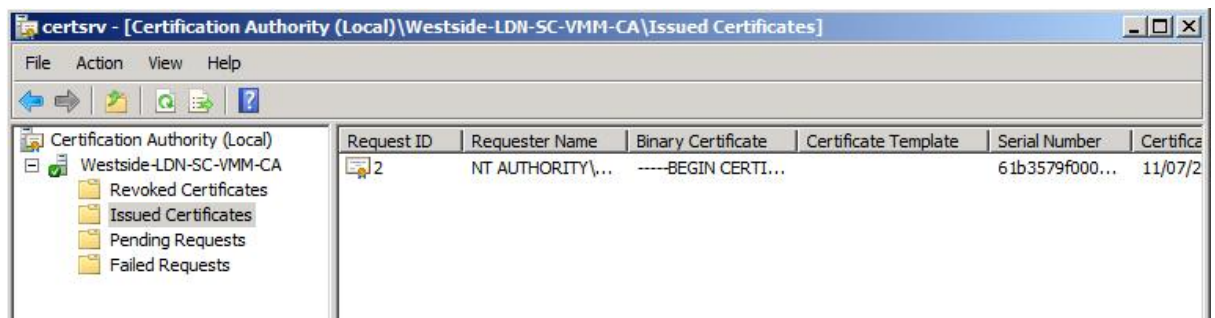 certsrv - [Certification Authority (Local)\Westside-LDN-SC-VMM-CA\Issued Certificates]
File Action View Help
Certification Authority (Local)
Westside-LDN-SC-VMM-CA
Revoked Certificates
Issued Certificates
Pending Requests
Failed Requests
Request ID Requester Name Binary Certificate Certificate Template Serial Number Certifica
2 NT AUTHORITY\... -----BEGIN CERTI... 61b3579f000... 11/07/2